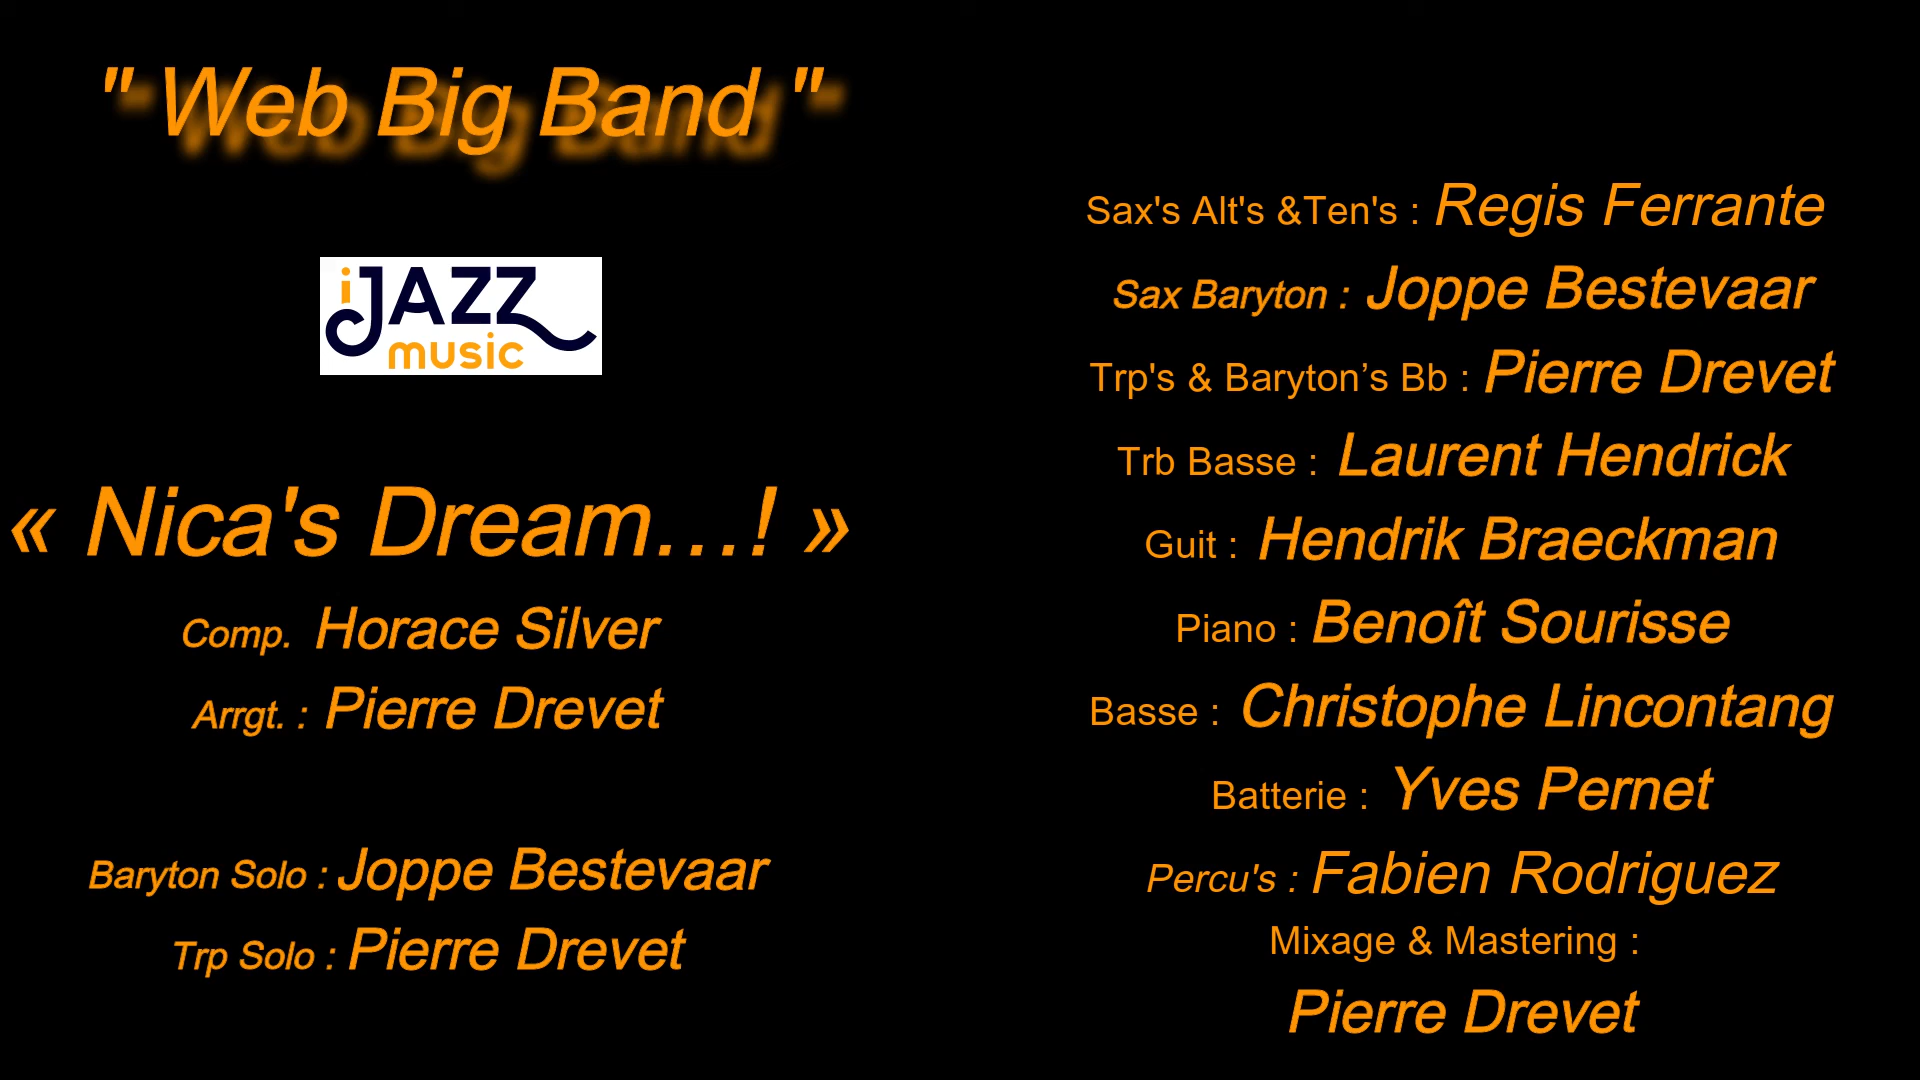 " Web Big Band "
iJAZZ
music
« Nica's Dream...! »
Comp. Horace Silver
Arrgt. : Pierre Drevet
Baryton Solo : Joppe Bestevaar
Trp Solo : Pierre Drevet
Sax's Alt's &Ten's : Regis Ferrante
Sax Baryton : Joppe Bestevaar
Trp's & Baryton’s Bb : Pierre Drevet
Trb Basse : Laurent Hendrick
Guit : Hendrik Braeckman
Piano : Benoît Sourisse
Basse : Christophe Lincontang
Batterie : Yves Pernet
Percu's : Fabien Rodriguez
Mixage & Mastering :
Pierre Drevet